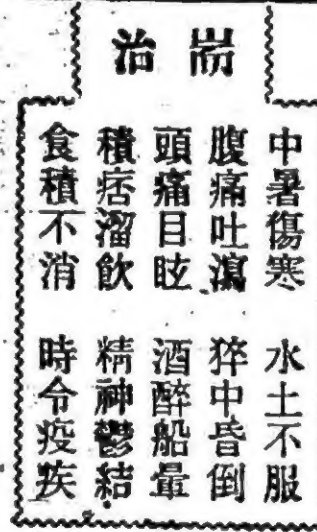 耑治
中暑傷寒 水土不服
腹痛吐瀉 猝中昏倒
頭痛目眩 酒醉船暈
積痞溜飲 精神鬱結
食積不消 時令疫疾